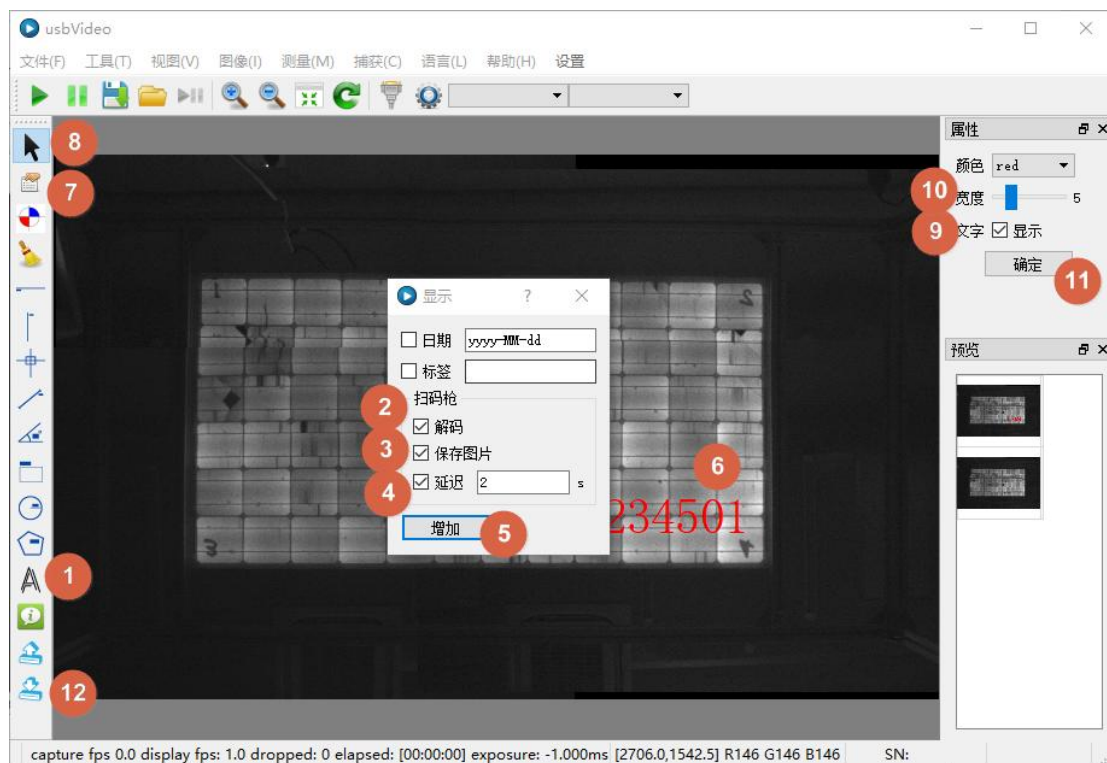 usbVideo
文件(F) 工具(T) 视图(V) 图像(I) 测量(M) 捕获(C) 语言(L) 帮助(H) 设置
8
7
1
12
属性
颜色 red
10 宽度 5
9 文字 显示
确定
11
预览
1
2
3
4
显示 ?
日期 yyyy-MM-dd
标签
扫码枪
2
解码
3
保存图片
4
延迟 2 s
增加
5
6
234501
capture fps 0.0 display fps: 1.0 dropped: 0 elapsed: [00:00:00] exposure: -1.000ms [2706.0,1542.5] R146 G146 B146 SN: